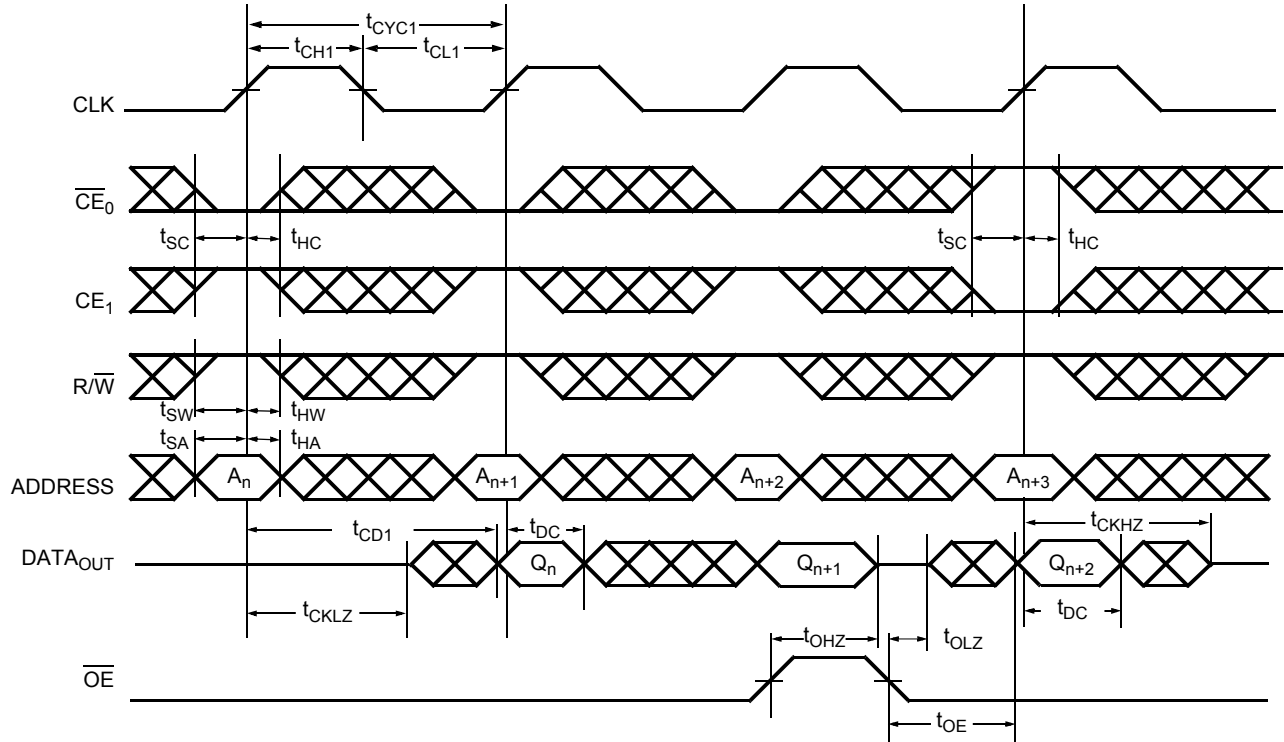 tCYC1
tCH1 tCL1
CLK
CE0
tSC tHC tSC tHC
CE1
R/W
tSW tHW
tSA tHA
ADDRESS An An+1 An+2 An+3
tCD1 tDC tCKHZ
DATAOUT Qn Qn+1 Qn+2
tCKLZ tDC
tOHZ tOLZ
OE
tOE